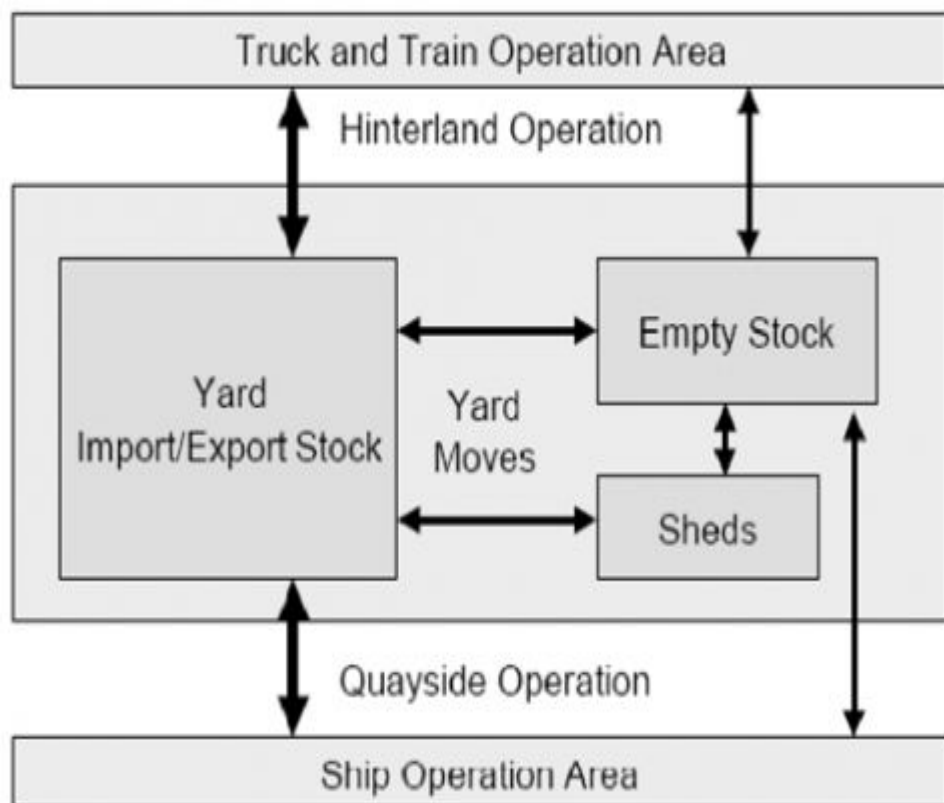 Truck and Train Operation Area
Hinterland Operation
Yard
Import/Export Stock
Yard
Moves
Empty Stock
Sheds
Quayside Operation
Ship Operation Area